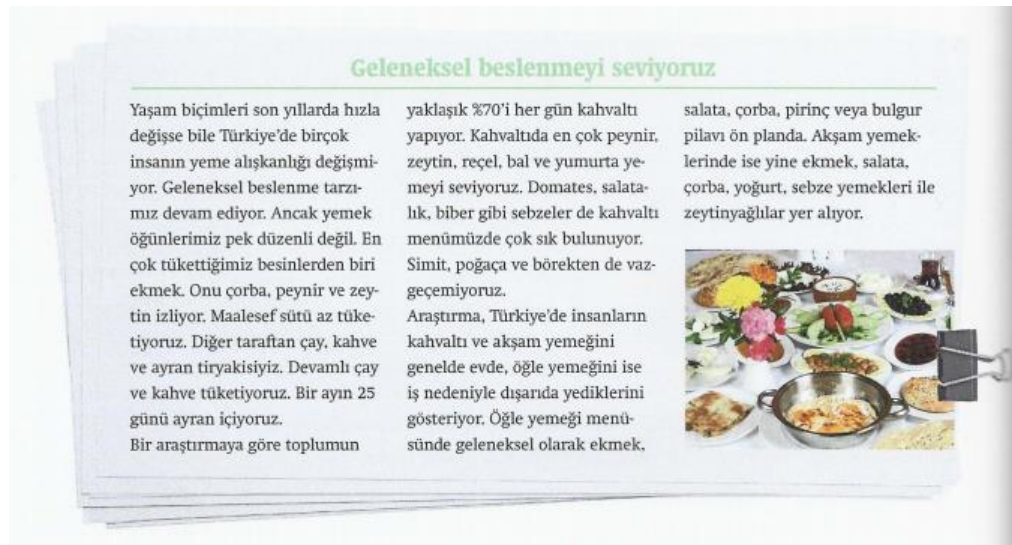 Geleneksel beslenmeyi seviyoruz
Yaşam biçimleri son yıllarda hızla
değişse bile Türkiye'de birçok
insanın yeme alışkanlığı değişmi-
yor. Geleneksel beslenme tarzı-
mız devam ediyor. Ancak yemek
öğünlerimiz pek düzenli değil. En
çok tükettiğimiz besinlerden biri
ekmek. Onu çorba, peynir ve zey-
tin izliyor. Maalesef sütü az tüke-
tiyoruz. Diğer taraftan çay, kahve
ve ayran tiryakisiyiz. Devamlı çay
ve kahve tüketiyoruz. Bir ayın 25
günü ayran içiyoruz.
Bir araştırmaya göre toplumun
yaklaşık %70'i her gün kahvaltı
yapıyor. Kahvaltıda en çok peynir,
zeytin, reçel, bal ve yumurta ye-
meyi seviyoruz. Domates, salata-
lık, biber gibi sebzeler de kahvaltı
menümüzde çok sık bulunuyor.
Simit, poğaça ve börekten de vaz-
geçemiyoruz.
Araştırma, Türkiye'de insanların
kahvaltı ve akşam yemeğini
genelde evde, öğle yemeğini ise
iş nedeniyle dışarıda yediklerini
gösteriyor. Öğle yemeği menü-
sünde geleneksel olarak ekmek,
salata, çorba, pirinç veya bulgur
pilavı ön planda. Akşam yemek-
lerinde ise yine ekmek, salata,
çorba, yoğurt, sebze yemekleri ile
zeytinyağlılar yer alıyor.